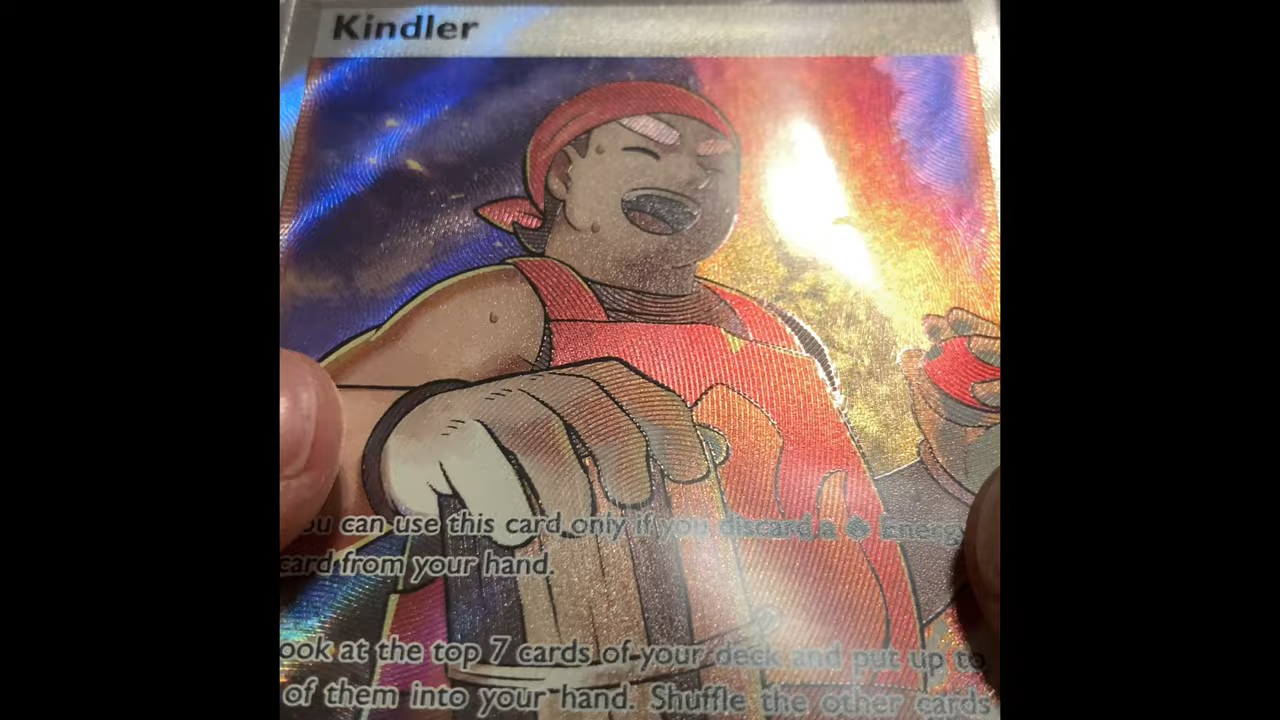 Kindler
ou can use this card only if you discard a Energy
card from your hand.
ook at the top 7 cards of your deck and put up to
of them into your hand. Shuffle the other cards